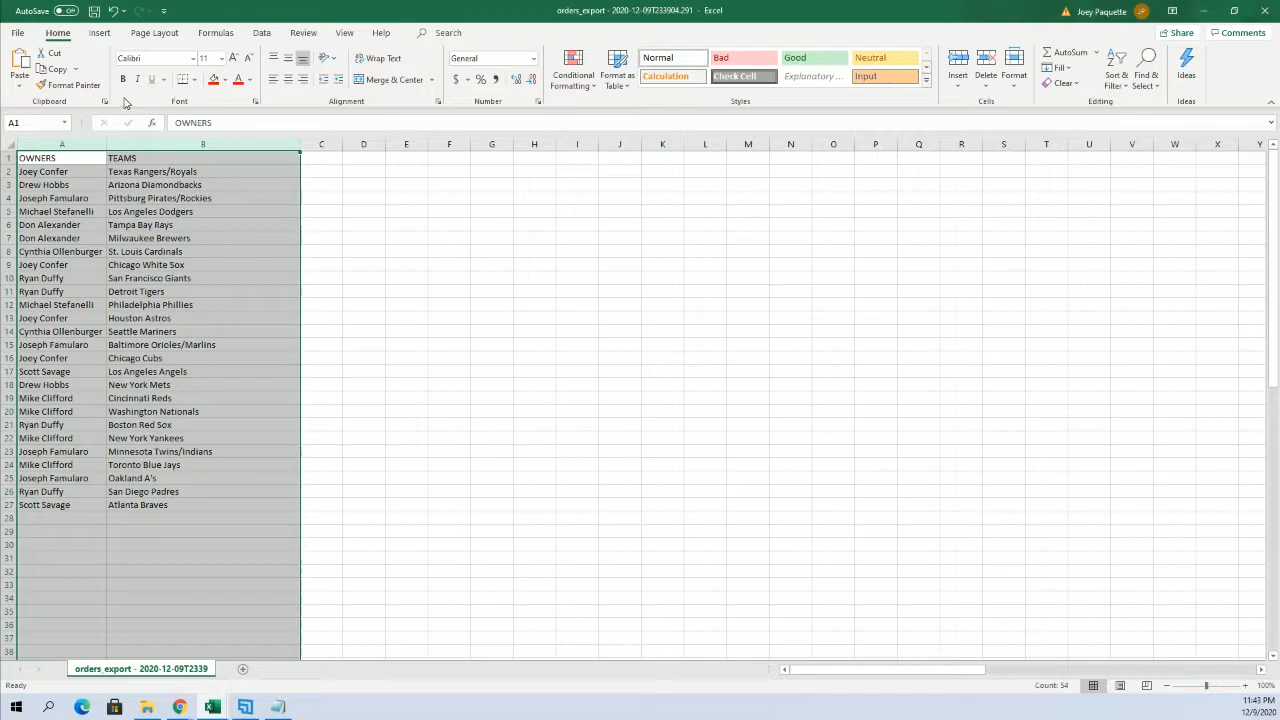 AutoSave Off orders_export - 2020-12-09T233904.291 - Excel Joey Paquette
File Home Insert Page Layout Formulas Data Review View Help Search Share Comments
Paste Cut Copy Format Painter Clipboard
Calibri 11 B I U Font
Wrap Text Merge & Center Alignment
General $ % Number
Conditional Formatting Format as Table
Normal Bad Good Neutral
Calculation Check Cell Explanatory ... Input
Styles
Insert Delete Format Cells
AutoSum Fill Clear Sort & Filter Find & Select Editing
Ideas Ideas
A1 fx OWNERS
A B C D E F G H I J K L M N O P Q R S T U V W X Y
1 OWNERS TEAMS
2 Joey Confer Texas Rangers/Royals
3 Drew Hobbs Arizona Diamondbacks
4 Joseph Famularo Pittsburg Pirates/Rockies
5 Michael Stefanelli Los Angeles Dodgers
6 Don Alexander Tampa Bay Rays
7 Don Alexander Milwaukee Brewers
8 Cynthia Ollenburger St. Louis Cardinals
9 Joey Confer Chicago White Sox
10 Ryan Duffy San Francisco Giants
11 Ryan Duffy Detroit Tigers
12 Michael Stefanelli Philadelphia Phillies
13 Joey Confer Houston Astros
14 Cynthia Ollenburger Seattle Mariners
15 Joseph Famularo Baltimore Orioles/Marlins
16 Joey Confer Chicago Cubs
17 Scott Savage Los Angeles Angels
18 Drew Hobbs New York Mets
19 Mike Clifford Cincinnati Reds
20 Mike Clifford Washington Nationals
21 Ryan Duffy Boston Red Sox
22 Mike Clifford New York Yankees
23 Joseph Famularo Minnesota Twins/Indians
24 Mike Clifford Toronto Blue Jays
25 Joseph Famularo Oakland A's
26 Ryan Duffy San Diego Padres
27 Scott Savage Atlanta Braves
28
29
30
31
32
33
34
35
36
37
38
orders_export - 2020-12-09T2339
Ready Count: 54 100%
11:43 PM
12/9/2020